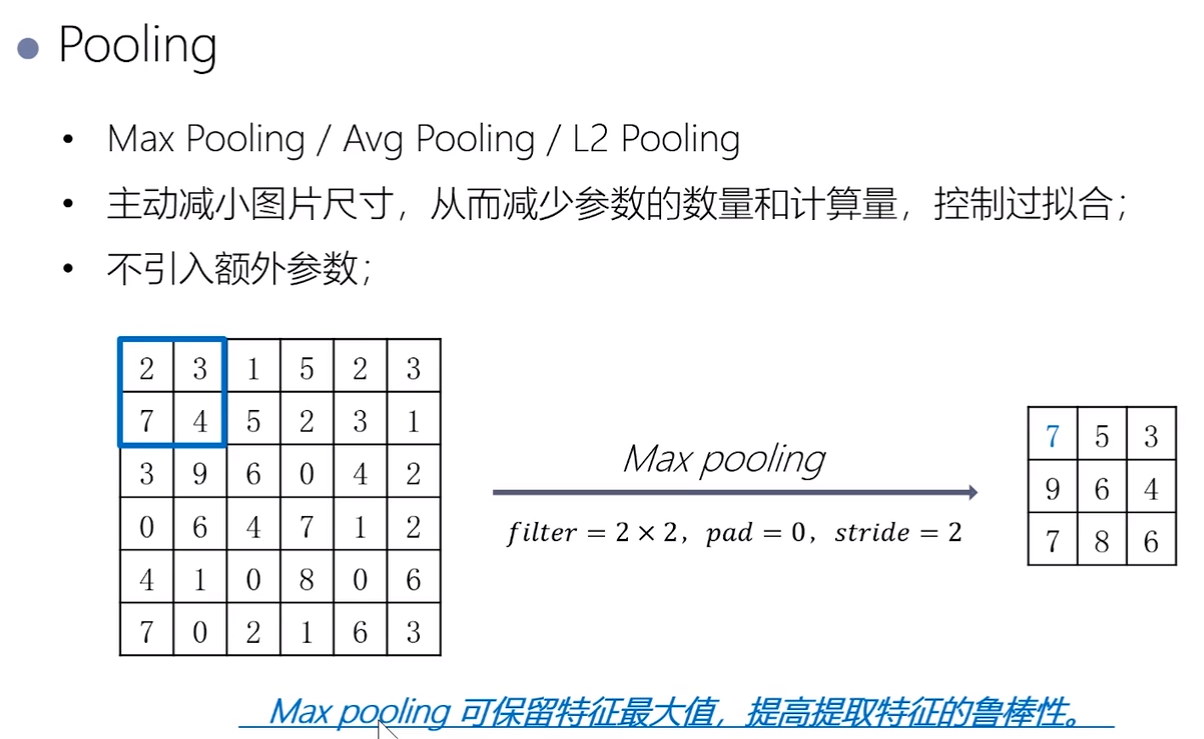 Pooling
Max Pooling / Avg Pooling / L2 Pooling
主动减小图片尺寸，从而减少参数的数量和计算量，控制过拟合；
不引入额外参数；
2 3 1 5 2 3
7 4 5 2 3 1
3 9 6 0 4 2
0 6 4 7 1 2
4 1 0 8 0 6
7 0 2 1 6 3
Max pooling
filter = 2 × 2, pad = 0, stride = 2
7 5 3
9 6 4
7 8 6
Max pooling 可保留特征最大值，提高提取特征的鲁棒性。